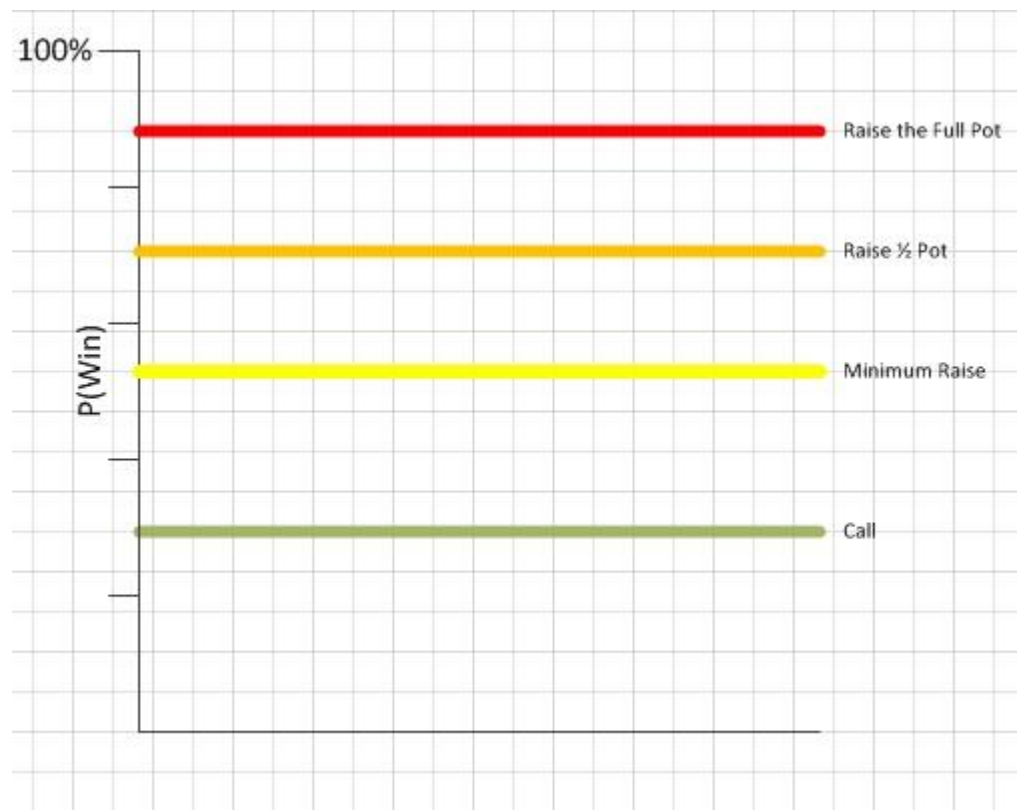 100%
Raise the Full Pot
Raise ½ Pot
P(Win)
Minimum Raise
Call